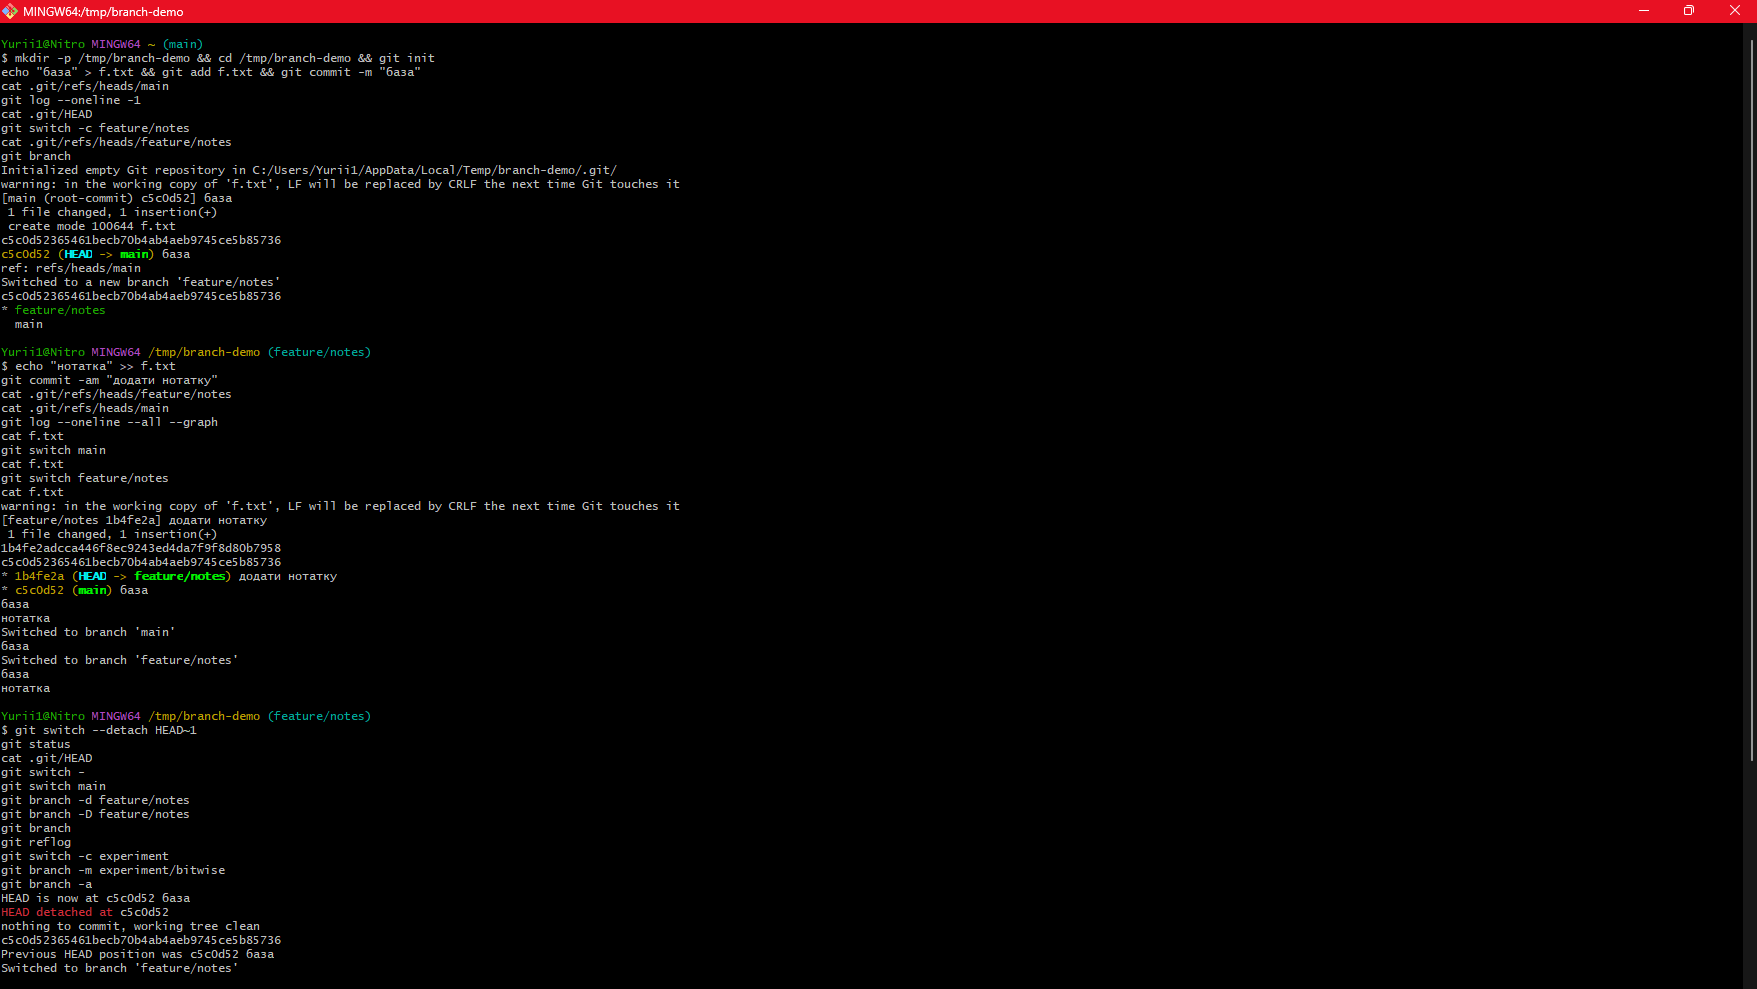 MINGW64:/tmp/branch-demo
Yurii1@Nitro MINGW64 ~ (main)
$ mkdir -p /tmp/branch-demo && cd /tmp/branch-demo && git init
echo "база" > f.txt && git add f.txt && git commit -m "база"
cat .git/refs/heads/main
git log --oneline -1
cat .git/HEAD
git switch -c feature/notes
cat .git/refs/heads/feature/notes
git branch
Initialized empty Git repository in C:/Users/Yurii1/AppData/Local/Temp/branch-demo/.git/
warning: in the working copy of 'f.txt', LF will be replaced by CRLF the next time Git touches it
[main (root-commit) c5c0d52] база
 1 file changed, 1 insertion(+)
 create mode 100644 f.txt
c5c0d52365461becb70b4ab4aeb9745ce5b85736
c5c0d52 (HEAD -> main) база
ref: refs/heads/main
Switched to a new branch 'feature/notes'
c5c0d52365461becb70b4ab4aeb9745ce5b85736
* feature/notes
  main
Yurii1@Nitro MINGW64 /tmp/branch-demo (feature/notes)
$ echo "нотатка" >> f.txt
git commit -am "додати нотатку"
cat .git/refs/heads/feature/notes
cat .git/refs/heads/main
git log --oneline --all --graph
cat f.txt
git switch main
cat f.txt
git switch feature/notes
cat f.txt
warning: in the working copy of 'f.txt', LF will be replaced by CRLF the next time Git touches it
[feature/notes 1b4fe2a] додати нотатку
 1 file changed, 1 insertion(+)
1b4fe2adcca446f8ec9243ed4da7f9f8d80b7958
c5c0d52365461becb70b4ab4aeb9745ce5b85736
* 1b4fe2a (HEAD -> feature/notes) додати нотатку
* c5c0d52 (main) база
база
нотатка
Switched to branch 'main'
база
Switched to branch 'feature/notes'
база
нотатка
Yurii1@Nitro MINGW64 /tmp/branch-demo (feature/notes)
$ git switch --detach HEAD~1
git status
cat .git/HEAD
git switch -
git switch main
git branch -d feature/notes
git branch -D feature/notes
git branch
git reflog
git switch -c experiment
git branch -m experiment/bitwise
git branch -a
HEAD is now at c5c0d52 база
HEAD detached at c5c0d52
nothing to commit, working tree clean
c5c0d52365461becb70b4ab4aeb9745ce5b85736
Previous HEAD position was c5c0d52 база
Switched to branch 'feature/notes'